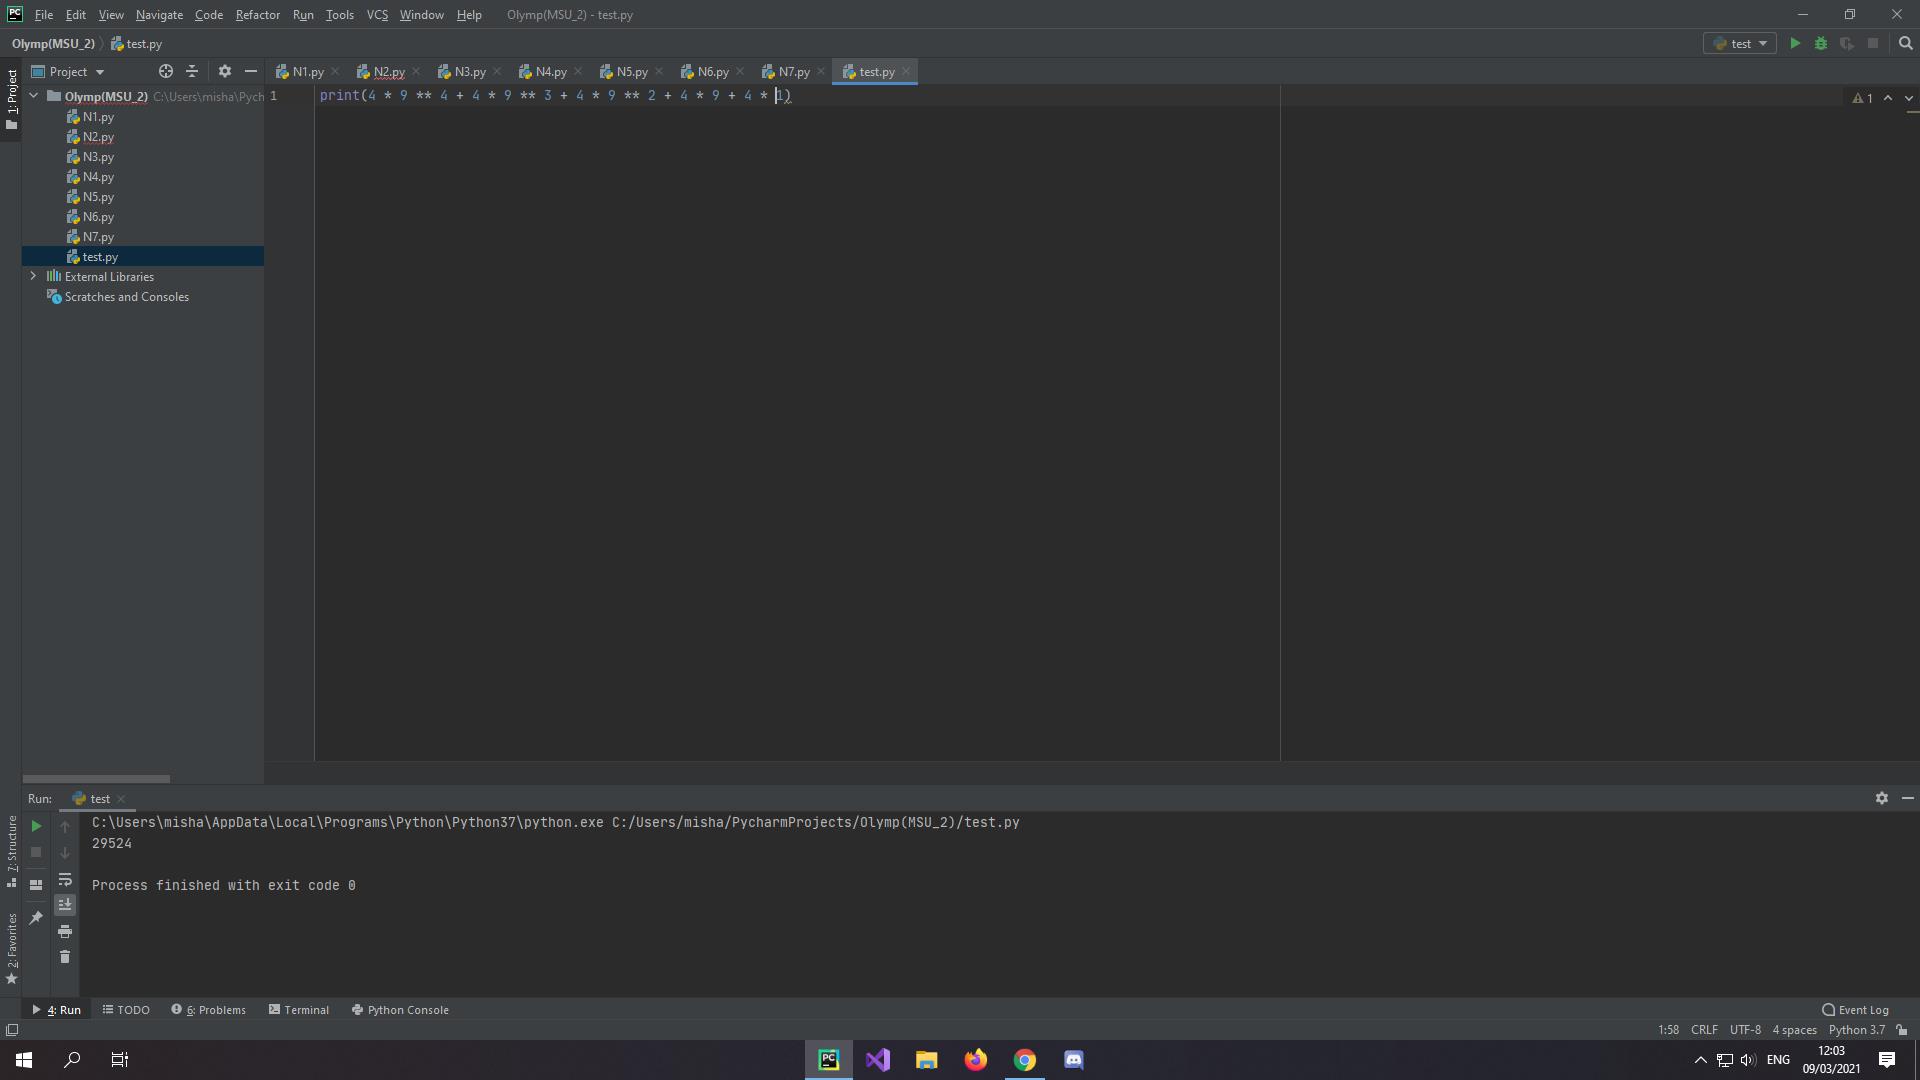 PC File Edit View Navigate Code Refactor Run Tools VCS Window Help Olymp(MSU_2) - test.py
Olymp(MSU_2) test.py test
Project N1.py N2.py N3.py N4.py N5.py N6.py N7.py test.py
1: Project
Olymp(MSU_2) C:\Users\misha\Pych
N1.py
N2.py
N3.py
N4.py
N5.py
N6.py
N7.py
test.py
External Libraries
Scratches and Consoles
1 print(4 * 9 ** 4 + 4 * 9 ** 3 + 4 * 9 ** 2 + 4 * 9 + 4 * 1) 1
Run: test
7: Structure
2: Favorites
C:\Users\misha\AppData\Local\Programs\Python\Python37\python.exe C:/Users/misha/PycharmProjects/Olymp(MSU_2)/test.py
29524
Process finished with exit code 0
4: Run TODO 6: Problems Terminal Python Console Event Log
1:58 CRLF UTF-8 4 spaces Python 3.7
PC ENG 12:03
09/03/2021